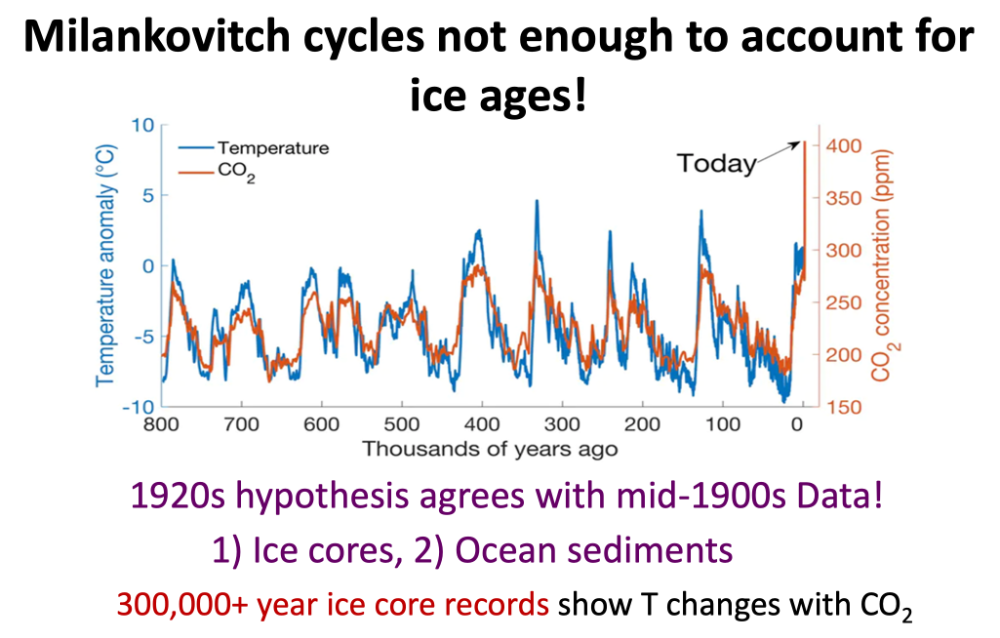 Milankovitch cycles not enough to account for
ice ages!
10
5
0
-5
-10
Temperature anomaly (°C)
Temperature
CO2
Today
400
350
300
250
200
150
CO2 concentration (ppm)
800 700 600 500 400 300 200 100 0
Thousands of years ago
1920s hypothesis agrees with mid-1900s Data!
1) Ice cores, 2) Ocean sediments
300,000+ year ice core records show T changes with CO2